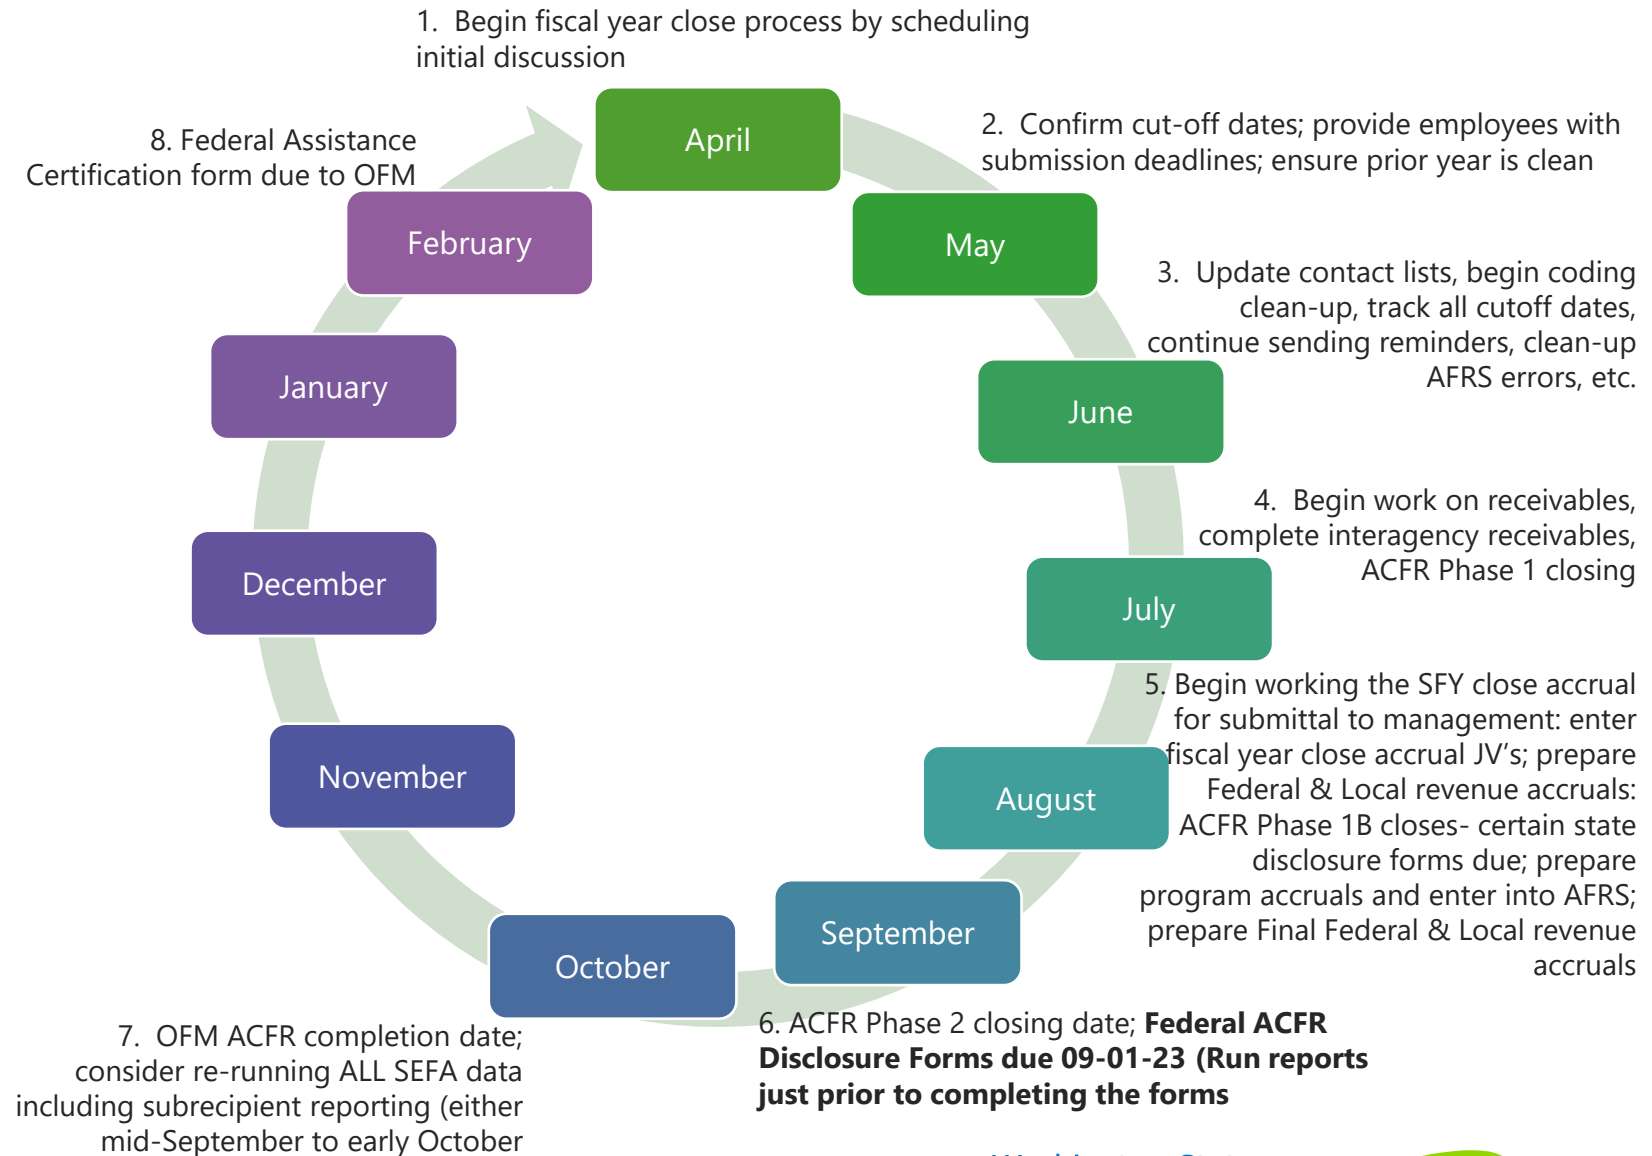 1.  Begin fiscal year close process by scheduling
initial discussion
April
2.  Confirm cut-off dates; provide employees with
submission deadlines; ensure prior year is clean
May
3.  Update contact lists, begin coding
clean-up, track all cutoff dates,
continue sending reminders, clean-up
AFRS errors, etc.
June
4.  Begin work on receivables,
complete interagency receivables,
ACFR Phase 1 closing
July
5. Begin working the SFY close accrual
for submittal to management: enter
fiscal year close accrual JV's; prepare
Federal & Local revenue accruals:
ACFR Phase 1B closes- certain state
disclosure forms due; prepare
program accruals and enter into AFRS;
prepare Final Federal & Local revenue
accruals
August
September
6. ACFR Phase 2 closing date; Federal ACFR
Disclosure Forms due 09-01-23 (Run reports
just prior to completing the forms
October
7.  OFM ACFR completion date;
consider re-running ALL SEFA data
including subrecipient reporting (either
mid-September to early October
November
December
January
8. Federal Assistance
Certification form due to OFM
February